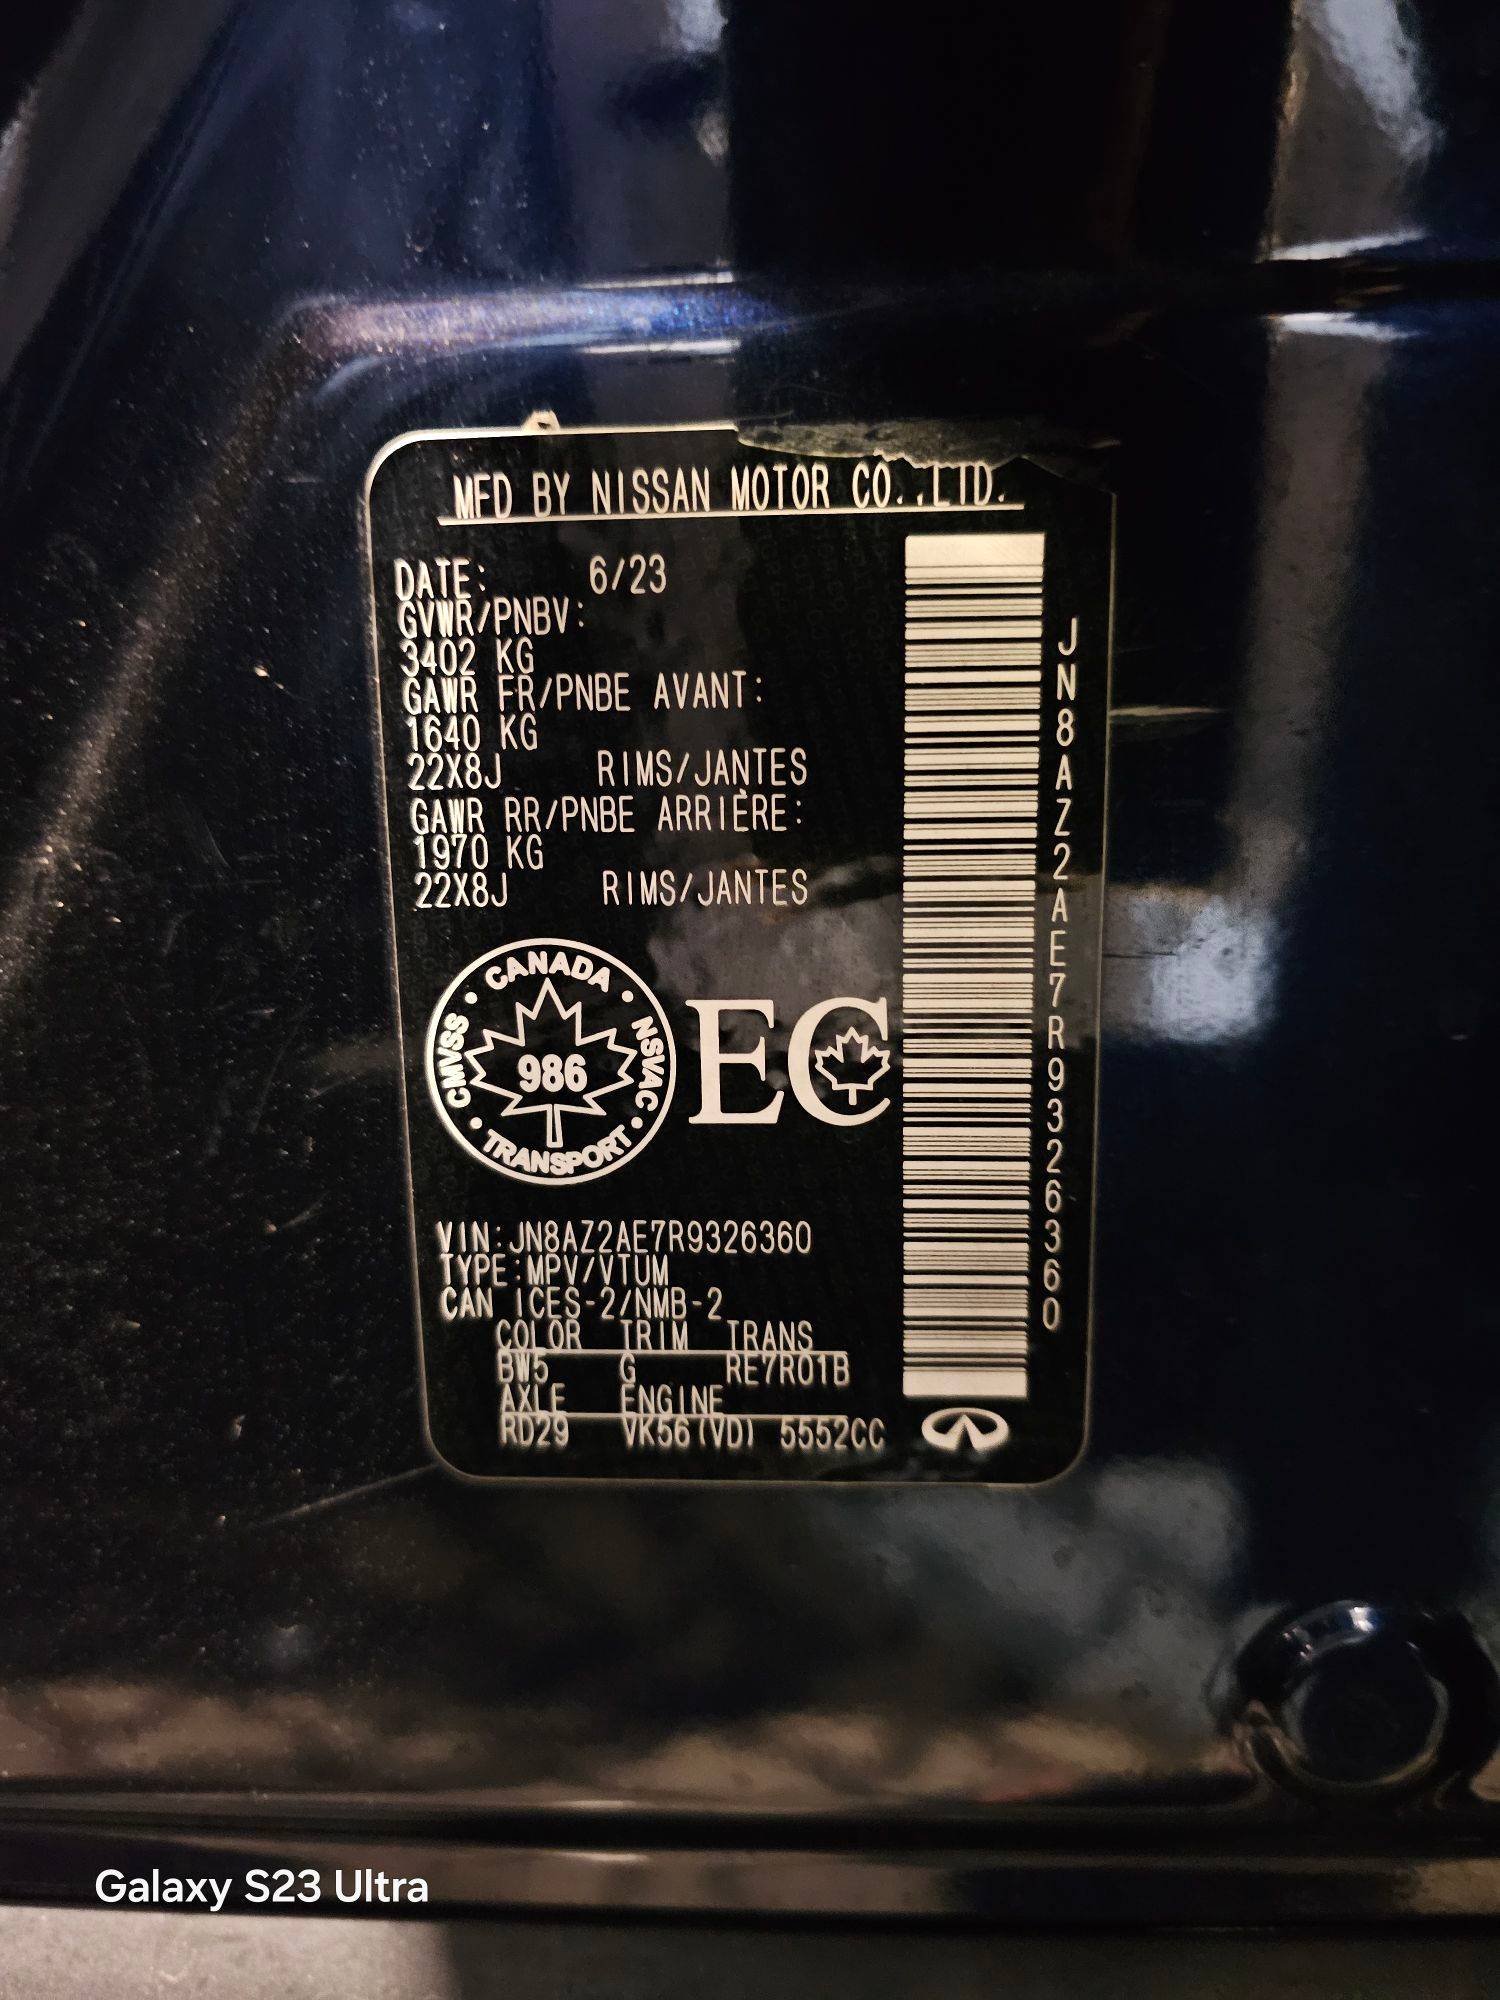 MFD BY NISSAN MOTOR CO.,LTD.
DATE: 6/23
GVWR/PNBV:
3402 KG
GAWR FR/PNBE AVANT:
1640 KG
22X8J RIMS/JANTES
GAWR RR/PNBE ARRIÈRE:
1970 KG
22X8J RIMS/JANTES
CANADA
CMVSS • NSVAC
986
TRANSPORT
EC
VIN:JN8AZ2AE7R9326360
TYPE:MPV/VTUM
CAN ICES-2/NMB-2
COLOR TRIM TRANS
BW5 G RE7R01B
AXLE ENGINE
RD29 VK56(VD) 5552CC
JN8AZ2AE7R9326360
Galaxy S23 Ultra